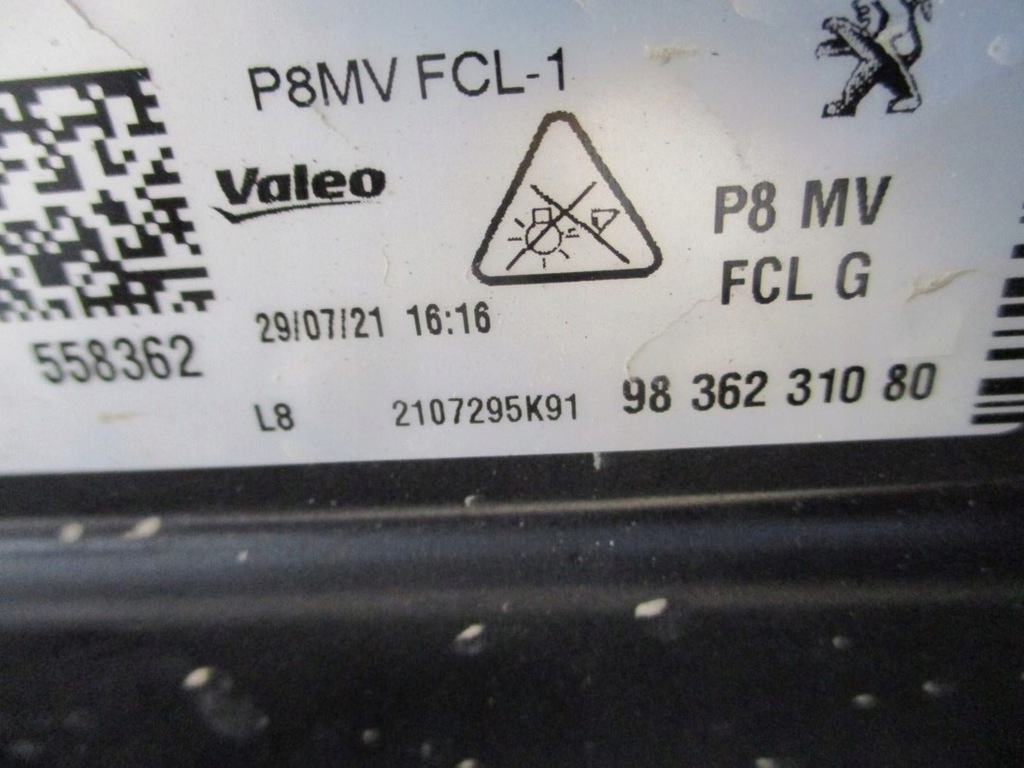 P8MV FCL-1
Valeo
P8 MV
FCL G
29/07/21 16:16
558362
L8 2107295K91 98 362 310 80